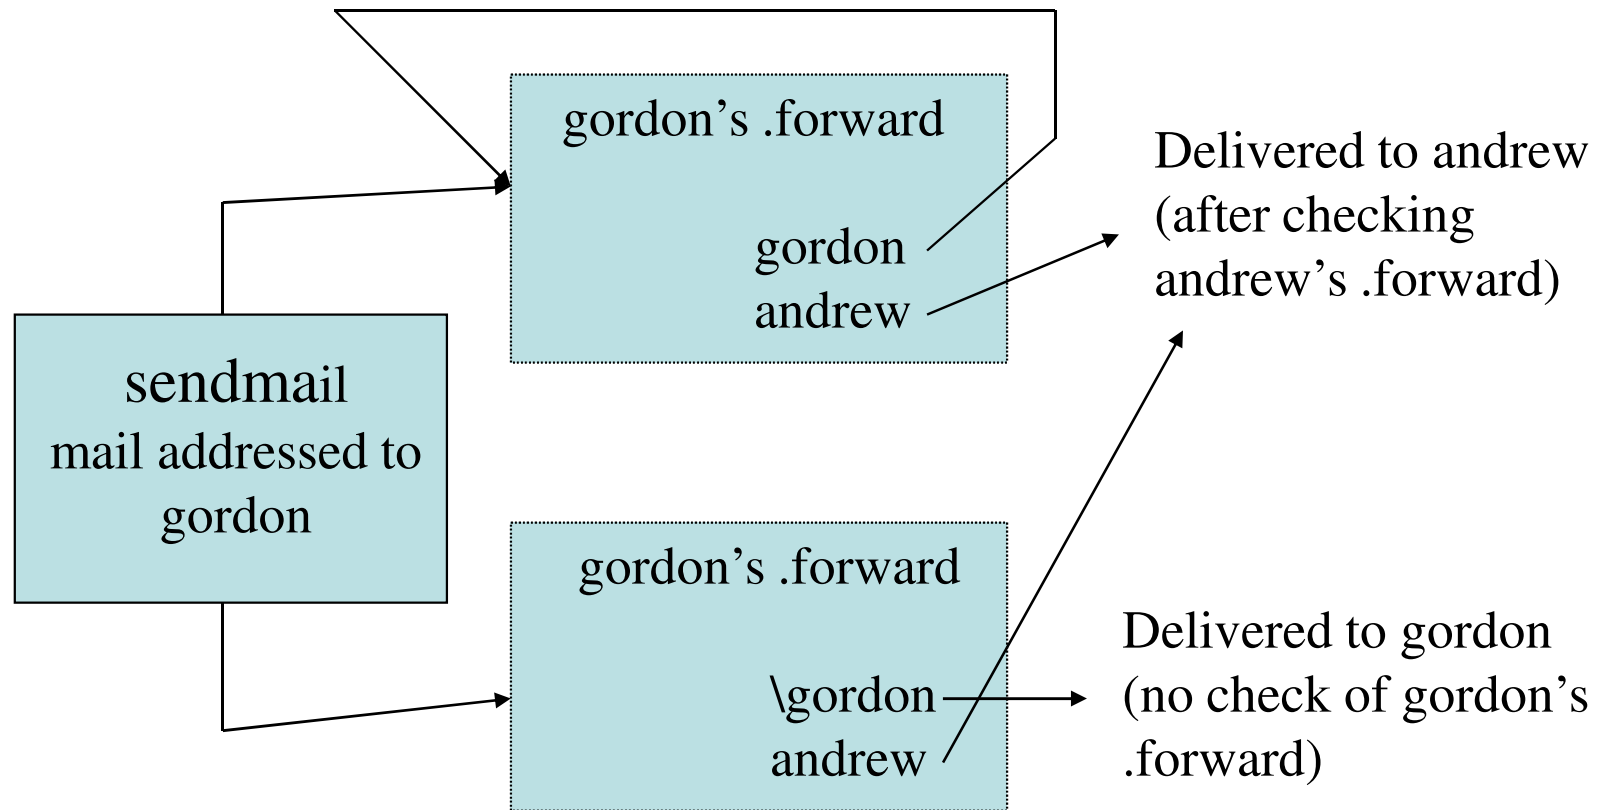 gordon’s .forward
gordon
andrew
Delivered to andrew
(after checking
andrew’s .forward)
sendmail
mail addressed to
gordon
gordon’s .forward
\gordon
andrew
Delivered to gordon
(no check of gordon’s
.forward)